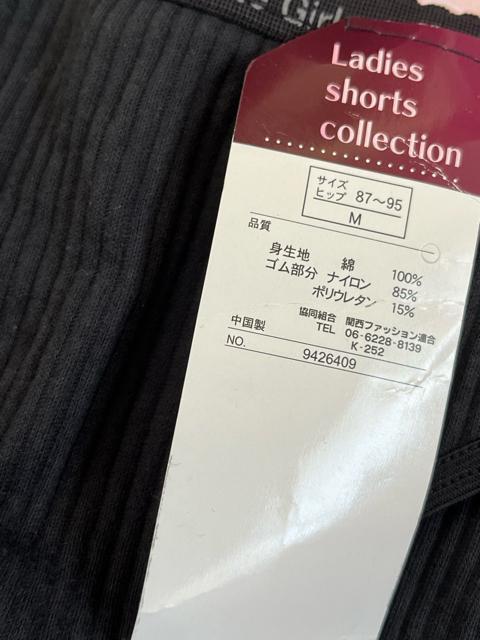 Girl
Ladies
shorts
collection
サイズ
ヒップ 87〜95
M
品質
身生地 綿 100%
ゴム部分 ナイロン 85%
ポリウレタン 15%
協同組合 関西ファッション連合
中国製 TEL 06-6228-8139
K-252
NO. 9426409